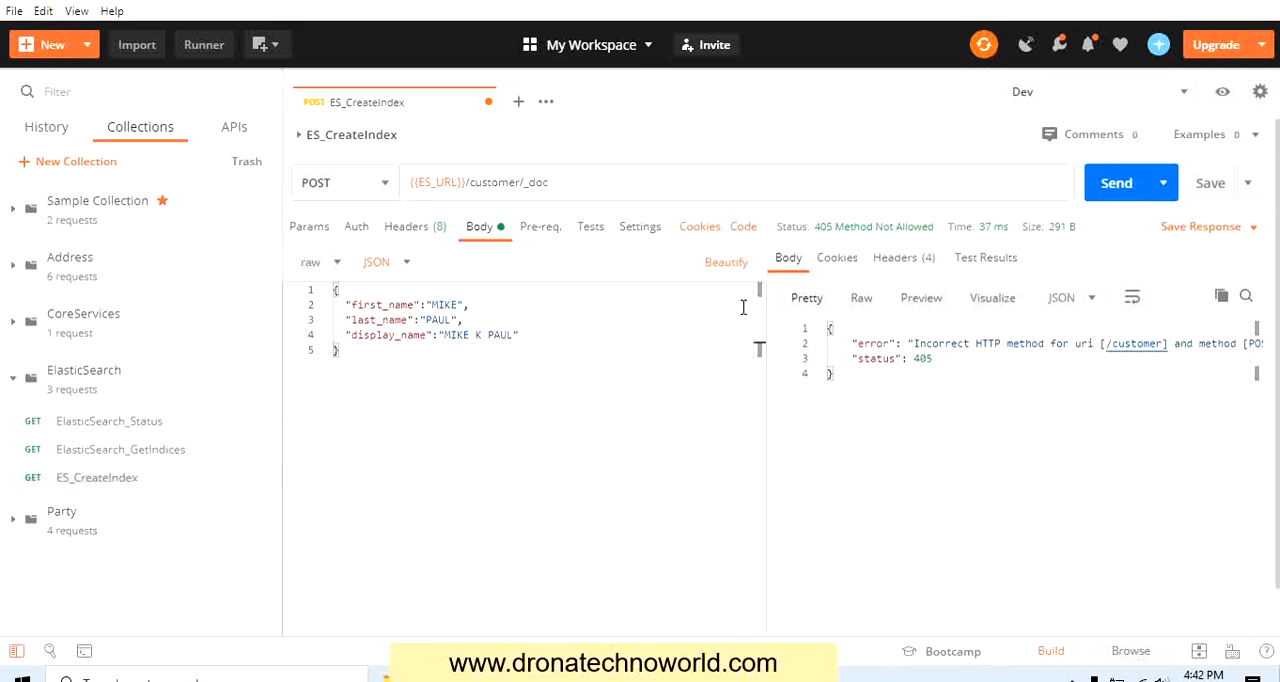 File Edit View Help
New Import Runner My Workspace Invite Upgrade
Filter
History Collections APIs
New Collection Trash
Sample Collection
2 requests
Address
6 requests
CoreServices
1 request
ElasticSearch
3 requests
GET ElasticSearch_Status
GET ElasticSearch_GetIndices
GET ES_CreateIndex
Party
4 requests
POST ES_CreateIndex
Dev
ES_CreateIndex
Comments 0 Examples 0
POST {{ES_URL}}/customer/_doc Send Save
Params Auth Headers (8) Body Pre-req. Tests Settings Cookies Code
raw JSON Beautify
1 {
2 "first_name":"MIKE",
3 "last_name":"PAUL",
4 "display_name":"MIKE K PAUL"
5 }
Status: 405 Method Not Allowed Time: 37 ms Size: 291 B Save Response
Body Cookies Headers (4) Test Results
Pretty Raw Preview Visualize JSON
1 {
2 "error": "Incorrect HTTP method for uri [/customer] and method [PO
3 "status": 405
4 }
Bootcamp Build Browse
www.dronatechnoworld.com
4:42 PM